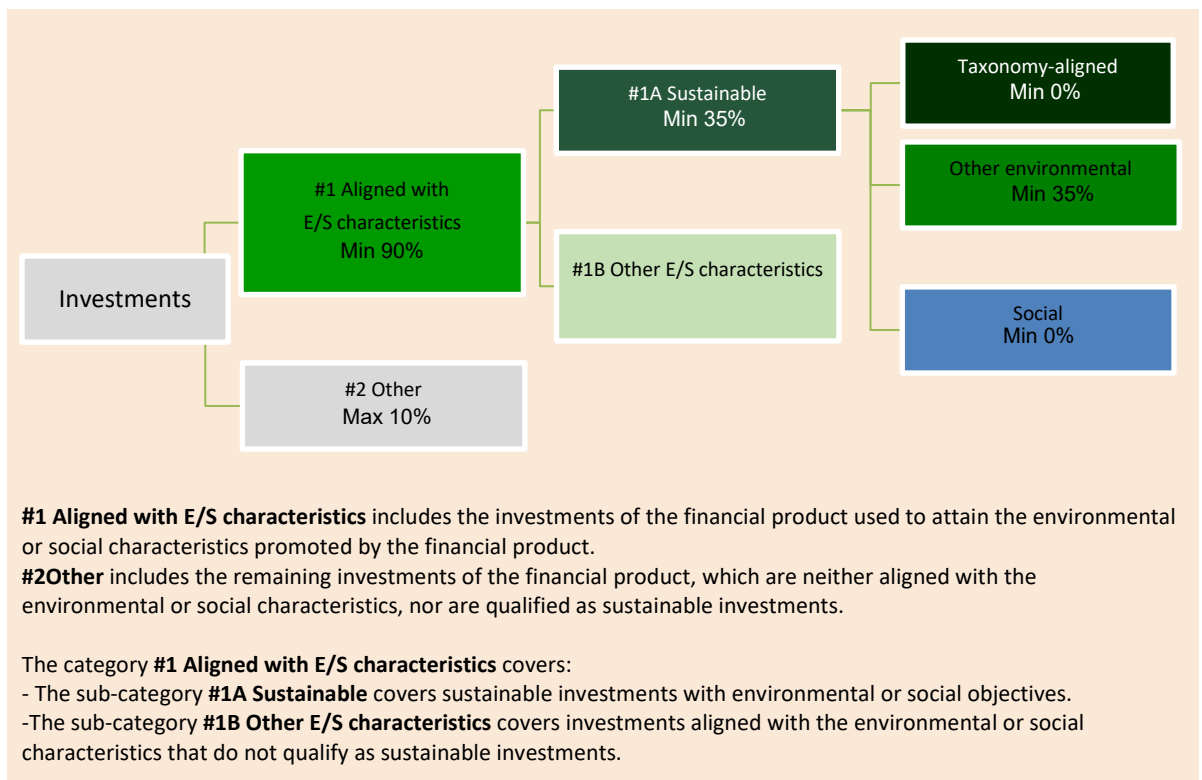 Investments
#1 Aligned with
E/S characteristics
Min 90%
#2 Other
Max 10%
#1A Sustainable
Min 35%
#1B Other E/S characteristics
Taxonomy-aligned
Min 0%
Other environmental
Min 35%
Social
Min 0%
#1 Aligned with E/S characteristics includes the investments of the financial product used to attain the environmental
or social characteristics promoted by the financial product.
#2Other includes the remaining investments of the financial product, which are neither aligned with the
environmental or social characteristics, nor are qualified as sustainable investments.
The category #1 Aligned with E/S characteristics covers:
- The sub-category #1A Sustainable covers sustainable investments with environmental or social objectives.
-The sub-category #1B Other E/S characteristics covers investments aligned with the environmental or social
characteristics that do not qualify as sustainable investments.